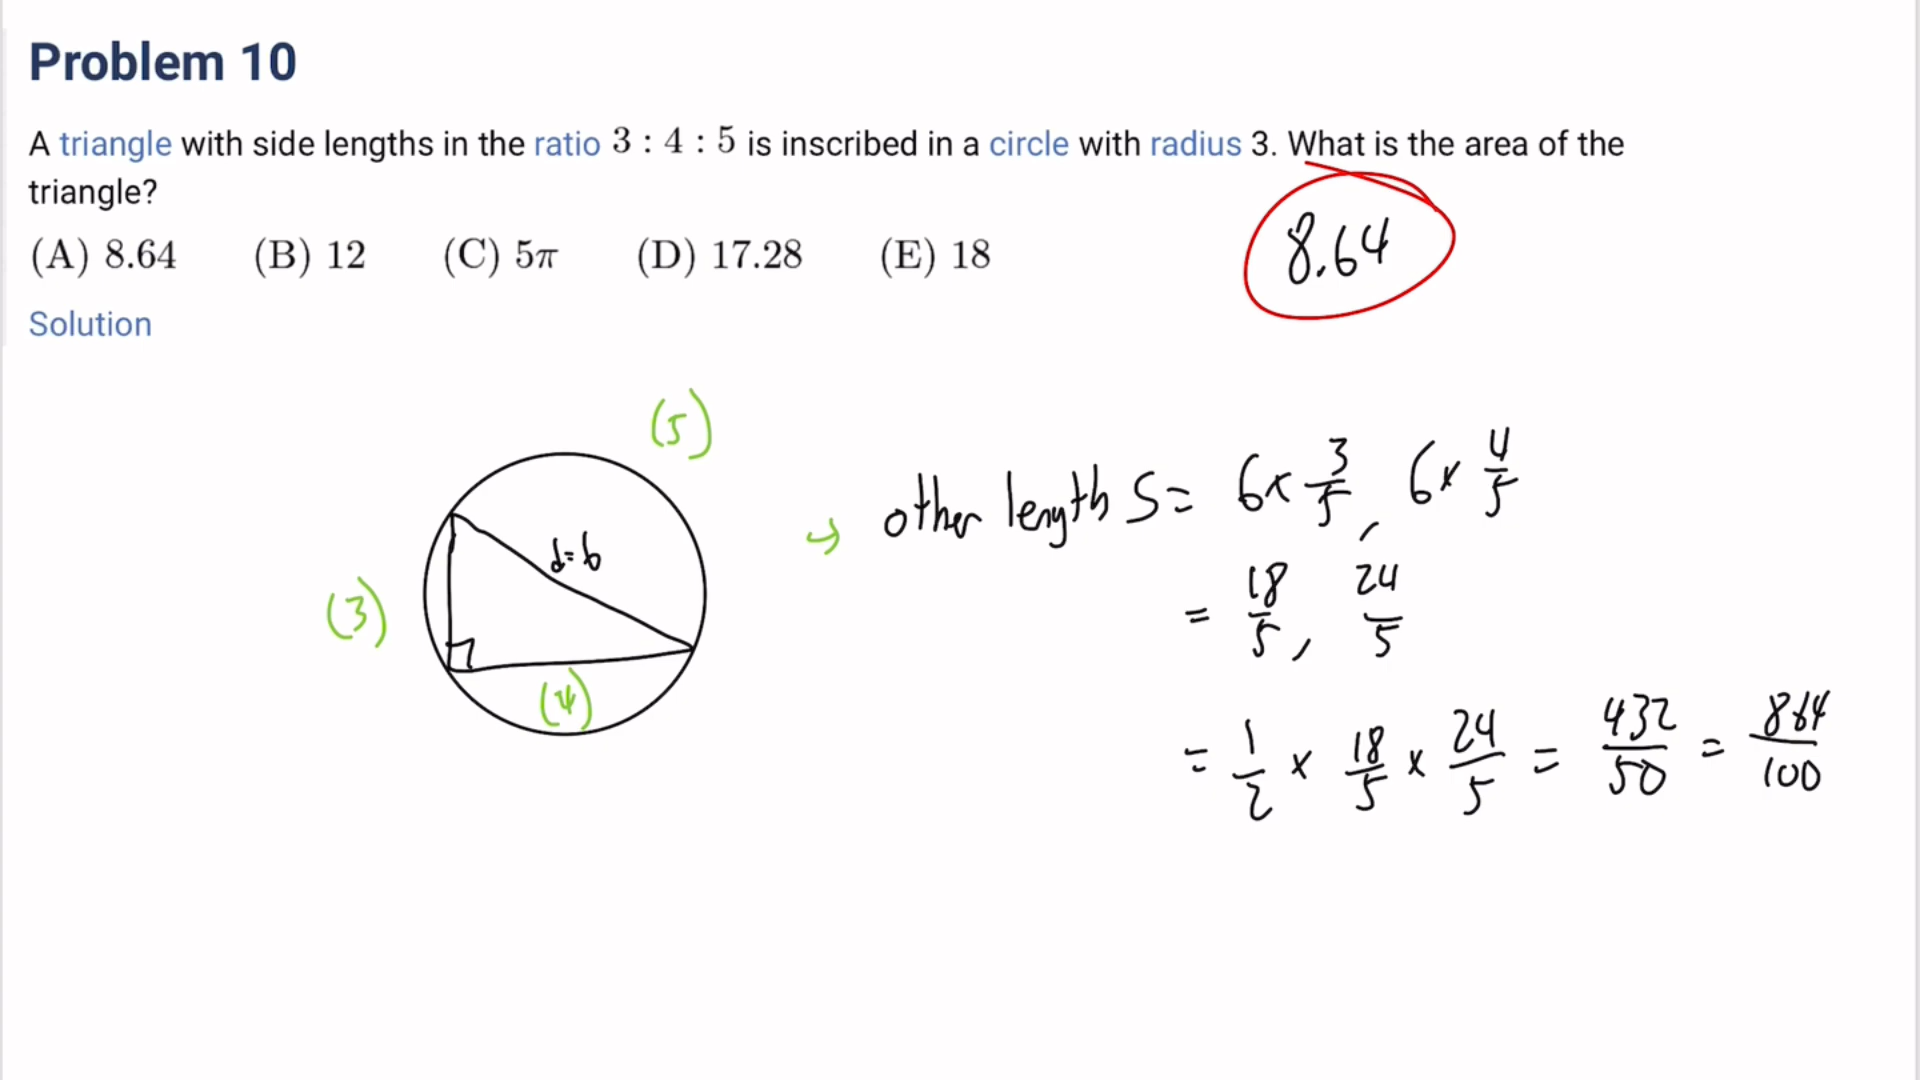 Problem 10
A triangle with side lengths in the ratio 3 : 4 : 5 is inscribed in a circle with radius 3. What is the area of the
triangle?
8.64
(A) 8.64 (B) 12 (C) 5π (D) 17.28 (E) 18
Solution
(5)
→ other lengths = 6 × 3/5, 6 × 4/5
d=6
(3)
= 18/5, 24/5
(4)
= 1/2 × 18/5 × 24/5 = 432/50 = 864/100